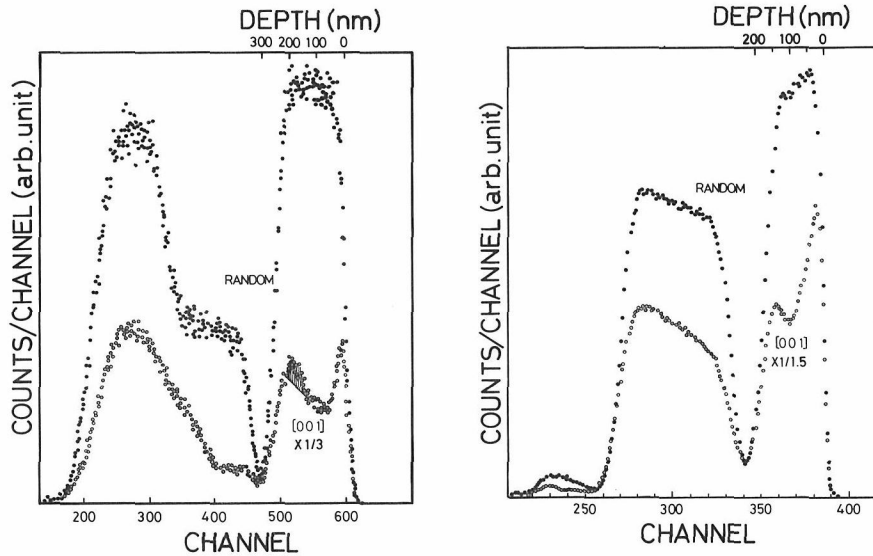 DEPTH (nm)
300 200 100 0
COUNTS/CHANNEL (arb.unit)
RANDOM
[001]
X1/3
200 300 400 500 600
CHANNEL
DEPTH (nm)
200 100 0
COUNTS/CHANNEL (arb.unit)
RANDOM
[001]
X1/1.5
250 300 350 400
CHANNEL